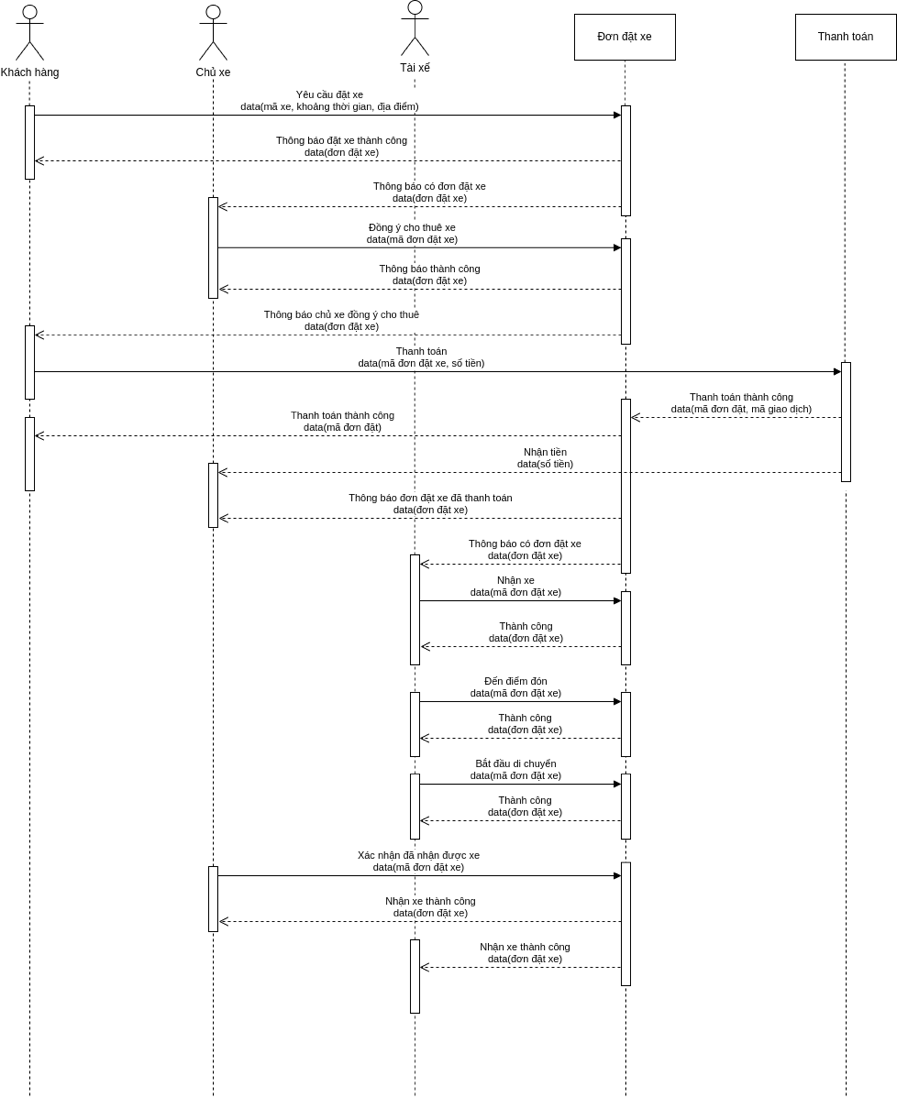 Khách hàng
Chủ xe
Tài xế
Đơn đặt xe
Thanh toán
Yêu cầu đặt xe
data(mã xe, khoảng thời gian, địa điểm)
Thông báo đặt xe thành công
data(đơn đặt xe)
Thông báo có đơn đặt xe
data(đơn đặt xe)
Đồng ý cho thuê xe
data(mã đơn đặt xe)
Thông báo thành công
data(đơn đặt xe)
Thông báo chủ xe đồng ý cho thuê
data(đơn đặt xe)
Thanh toán
data(mã đơn đặt xe, số tiền)
Thanh toán thành công
data(mã đơn đặt, mã giao dịch)
Thanh toán thành công
data(mã đơn đặt)
Nhận tiền
data(số tiền)
Thông báo đơn đặt xe đã thanh toán
data(đơn đặt xe)
Thông báo có đơn đặt xe
data(đơn đặt xe)
Nhận xe
data(mã đơn đặt xe)
Thành công
data(đơn đặt xe)
Đến điểm đón
data(mã đơn đặt xe)
Thành công
data(đơn đặt xe)
Bắt đầu di chuyển
data(mã đơn đặt xe)
Thành công
data(đơn đặt xe)
Xác nhận đã nhận được xe
data(mã đơn đặt xe)
Nhận xe thành công
data(đơn đặt xe)
Nhận xe thành công
data(đơn đặt xe)